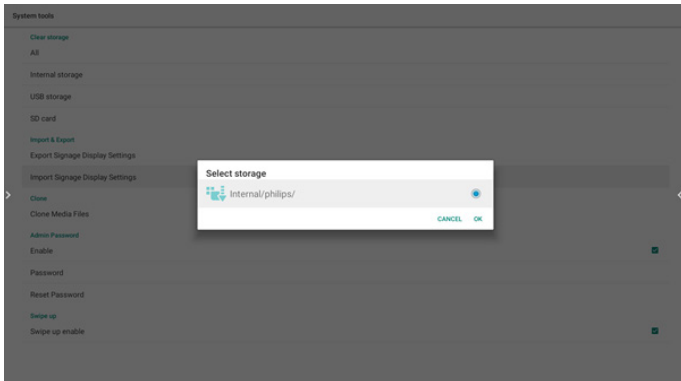 System tools
Clear storage
All
Internal storage
USB storage
SD card
Import & Export
Export Signage Display Settings
Import Signage Display Settings
Clone
Clone Media Files
Admin Password
Enable
Password
Reset Password
Swipe up
Swipe up enable
Select storage
Internal/philips/
CANCEL OK